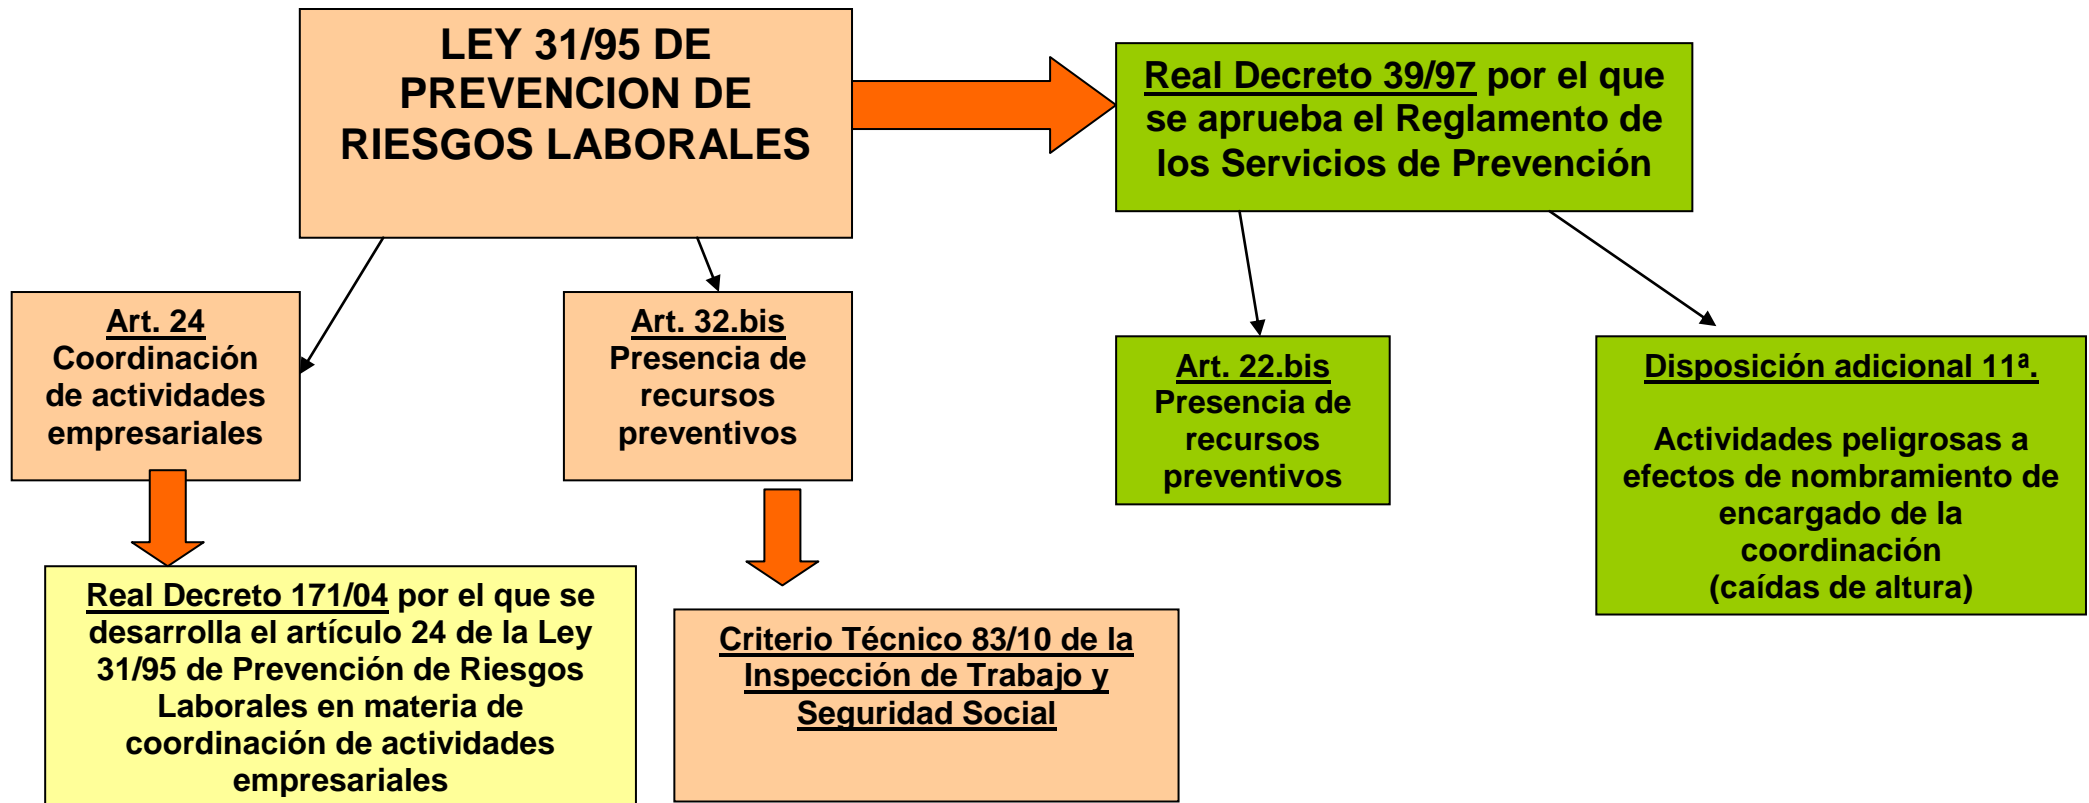 LEY 31/95 DE
PREVENCION DE
RIESGOS LABORALES
Real Decreto 39/97 por el que
se aprueba el Reglamento de
los Servicios de Prevención
Art. 24
Coordinación
de actividades
empresariales
Art. 32.bis
Presencia de
recursos
preventivos
Art. 22.bis
Presencia de
recursos
preventivos
Disposición adicional 11ª.
Actividades peligrosas a
efectos de nombramiento de
encargado de la
coordinación
(caídas de altura)
Real Decreto 171/04 por el que se
desarrolla el artículo 24 de la Ley
31/95 de Prevención de Riesgos
Laborales en materia de
coordinación de actividades
empresariales
Criterio Técnico 83/10 de la
Inspección de Trabajo y
Seguridad Social